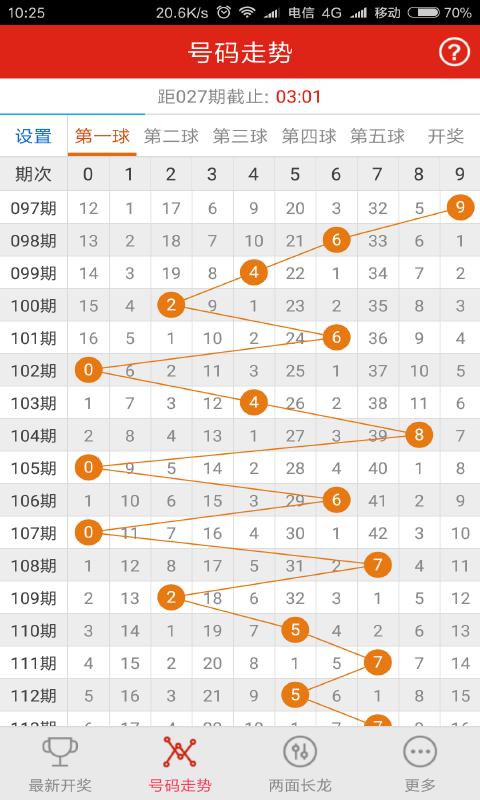 10:25 20.6K/s 电信 4G 移动 70%
号码走势 ?
距027期截止: 03:01
设置 第一球 第二球 第三球 第四球 第五球 开奖
期次 0 1 2 3 4 5 6 7 8 9
097期 12 1 17 6 9 20 3 32 5 9
098期 13 2 18 7 10 21 6 33 6 1
099期 14 3 19 8 4 22 1 34 7 2
100期 15 4 2 9 1 23 2 35 8 3
101期 16 5 1 10 2 24 6 36 9 4
102期 0 6 2 11 3 25 1 37 10 5
103期 1 7 3 12 4 26 2 38 11 6
104期 2 8 4 13 1 27 3 39 8 7
105期 0 9 5 14 2 28 4 40 1 8
106期 1 10 6 15 3 29 6 41 2 9
107期 0 11 7 16 4 30 1 42 3 10
108期 1 12 8 17 5 31 2 7 4 11
109期 2 13 2 18 6 32 3 1 5 12
110期 3 14 1 19 7 5 4 2 6 13
111期 4 15 2 20 8 1 5 7 7 14
112期 5 16 3 21 9 5 6 1 8 15
113期 6 17 4 22 10 1 7 7 9 16
最新开奖 号码走势 两面长龙 更多